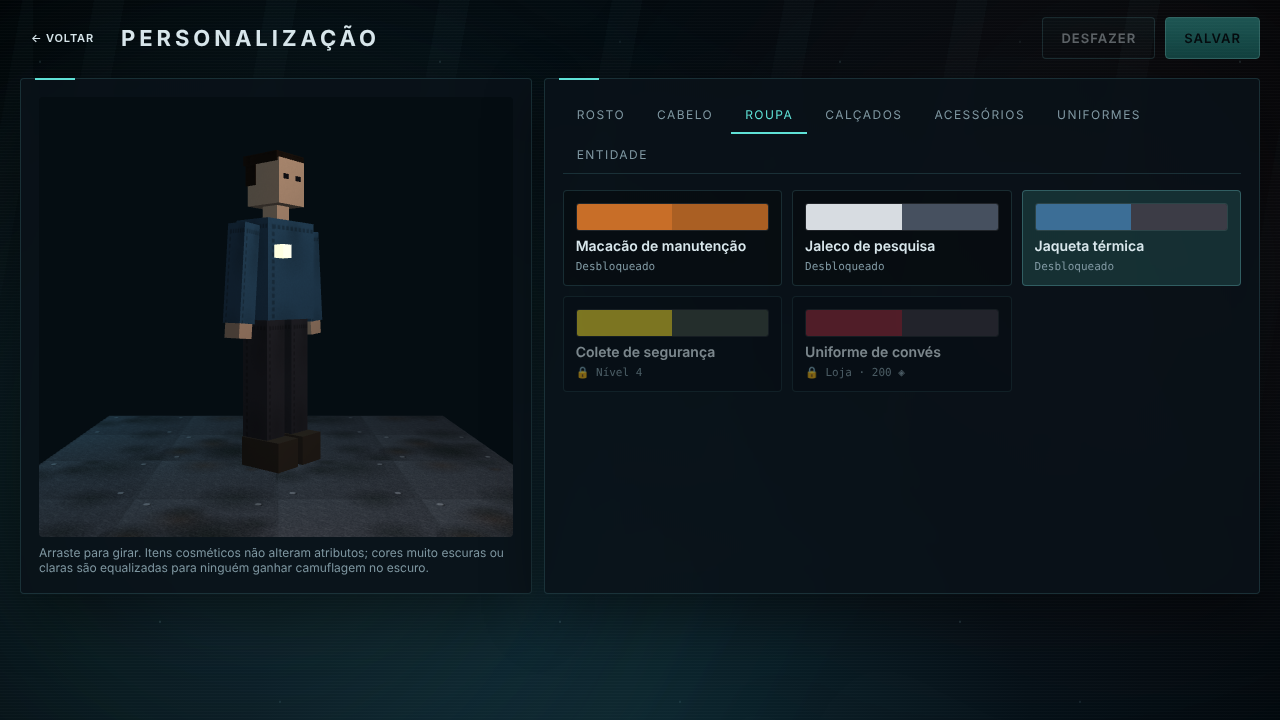 ← VOLTAR
PERSONALIZAÇÃO
DESFAZER
SALVAR
Arraste para girar. Itens cosméticos não alteram atributos; cores muito escuras ou
claras são equalizadas para ninguém ganhar camuflagem no escuro.
ROSTO
CABELO
ROUPA
CALÇADOS
ACESSÓRIOS
UNIFORMES
ENTIDADE
Macacão de manutenção
Desbloqueado
Jaleco de pesquisa
Desbloqueado
Jaqueta térmica
Desbloqueado
Colete de segurança
🔒 Nível 4
Uniforme de convés
🔒 Loja · 200 ◈